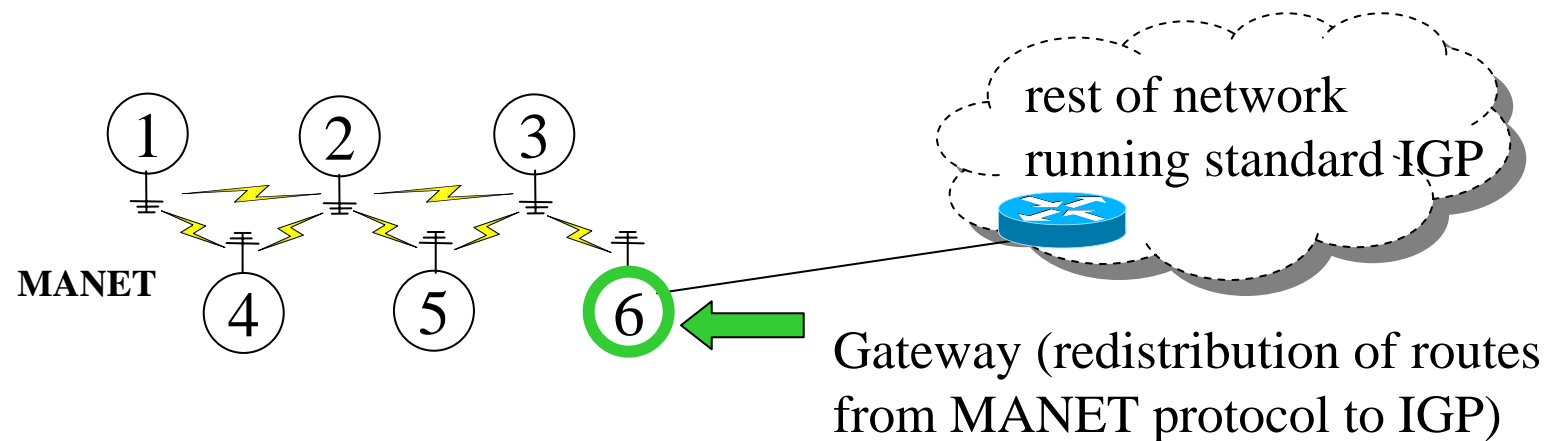 1
2
3
rest of network
running standard IGP
MANET
4
5
6
Gateway (redistribution of routes
from MANET protocol to IGP)